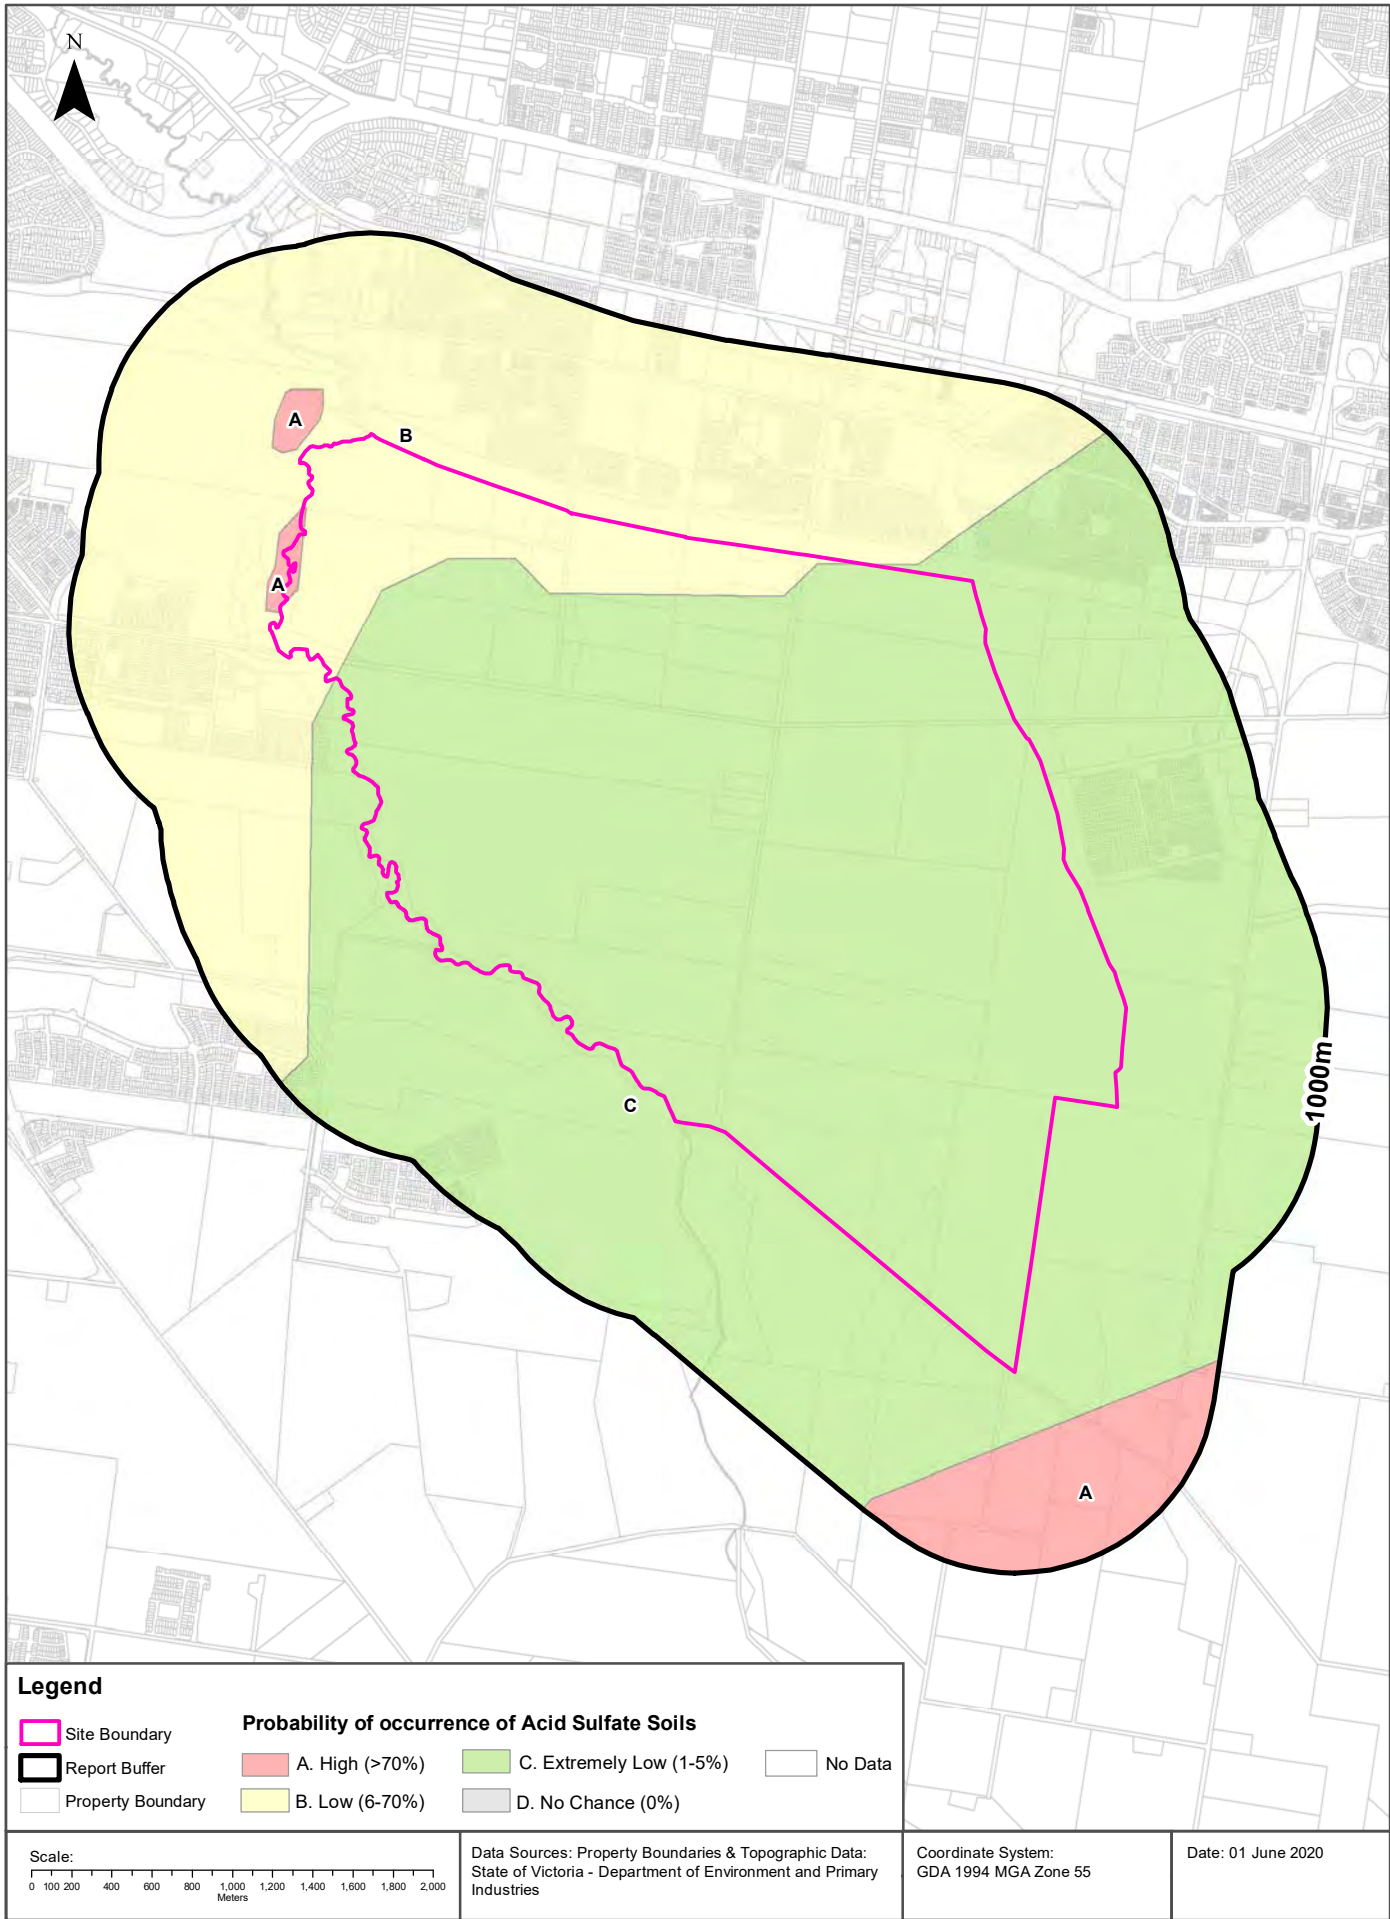 N
A
B
A
C
1000m
A
Legend
Site Boundary
Report Buffer
Property Boundary
Probability of occurrence of Acid Sulfate Soils
A. High (>70%)
B. Low (6-70%)
C. Extremely Low (1-5%)
D. No Chance (0%)
No Data
Scale:
0 100 200 400 600 800 1,000 1,200 1,400 1,600 1,800 2,000
Meters
Data Sources: Property Boundaries & Topographic Data:
State of Victoria - Department of Environment and Primary
Industries
Coordinate System:
GDA 1994 MGA Zone 55
Date: 01 June 2020